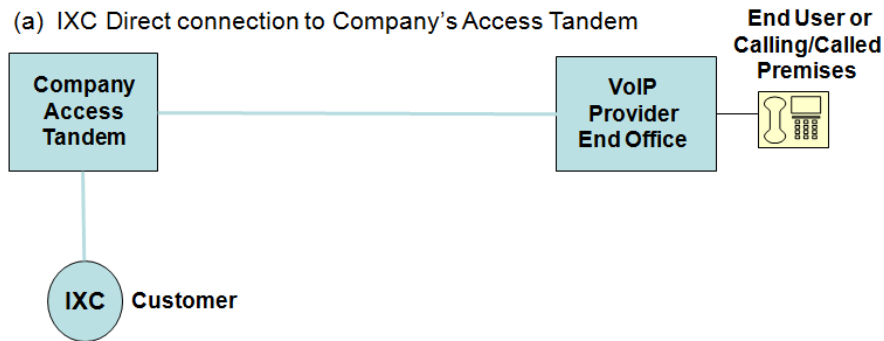 (a) IXC Direct connection to Company's Access Tandem
End User or
Calling/Called
Premises
Company
Access
Tandem
VoIP
Provider
End Office
IXC
Customer